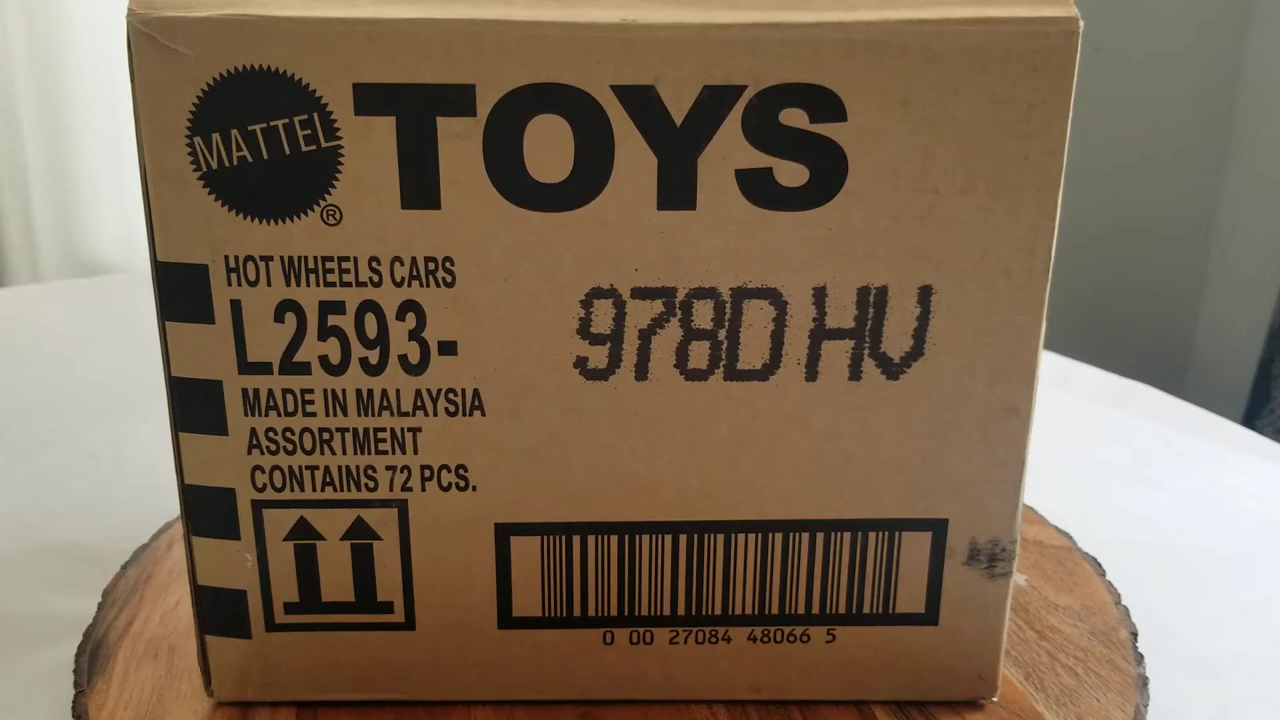 MATTEL ® TOYS
HOT WHEELS CARS
L2593-
978D HV
MADE IN MALAYSIA
ASSORTMENT
CONTAINS 72 PCS.
0 00 27084 48066 5